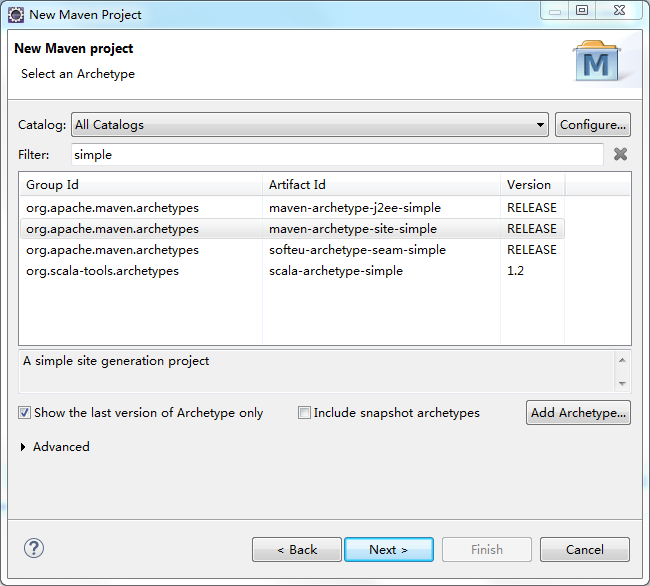 New Maven Project
New Maven project
Select an Archetype
M
Catalog: All Catalogs Configure...
Filter: simple
Group Id Artifact Id Version
org.apache.maven.archetypes maven-archetype-j2ee-simple RELEASE
org.apache.maven.archetypes maven-archetype-site-simple RELEASE
org.apache.maven.archetypes softeu-archetype-seam-simple RELEASE
org.scala-tools.archetypes scala-archetype-simple 1.2
A simple site generation project
Show the last version of Archetype only Include snapshot archetypes Add Archetype...
Advanced
? < Back Next > Finish Cancel